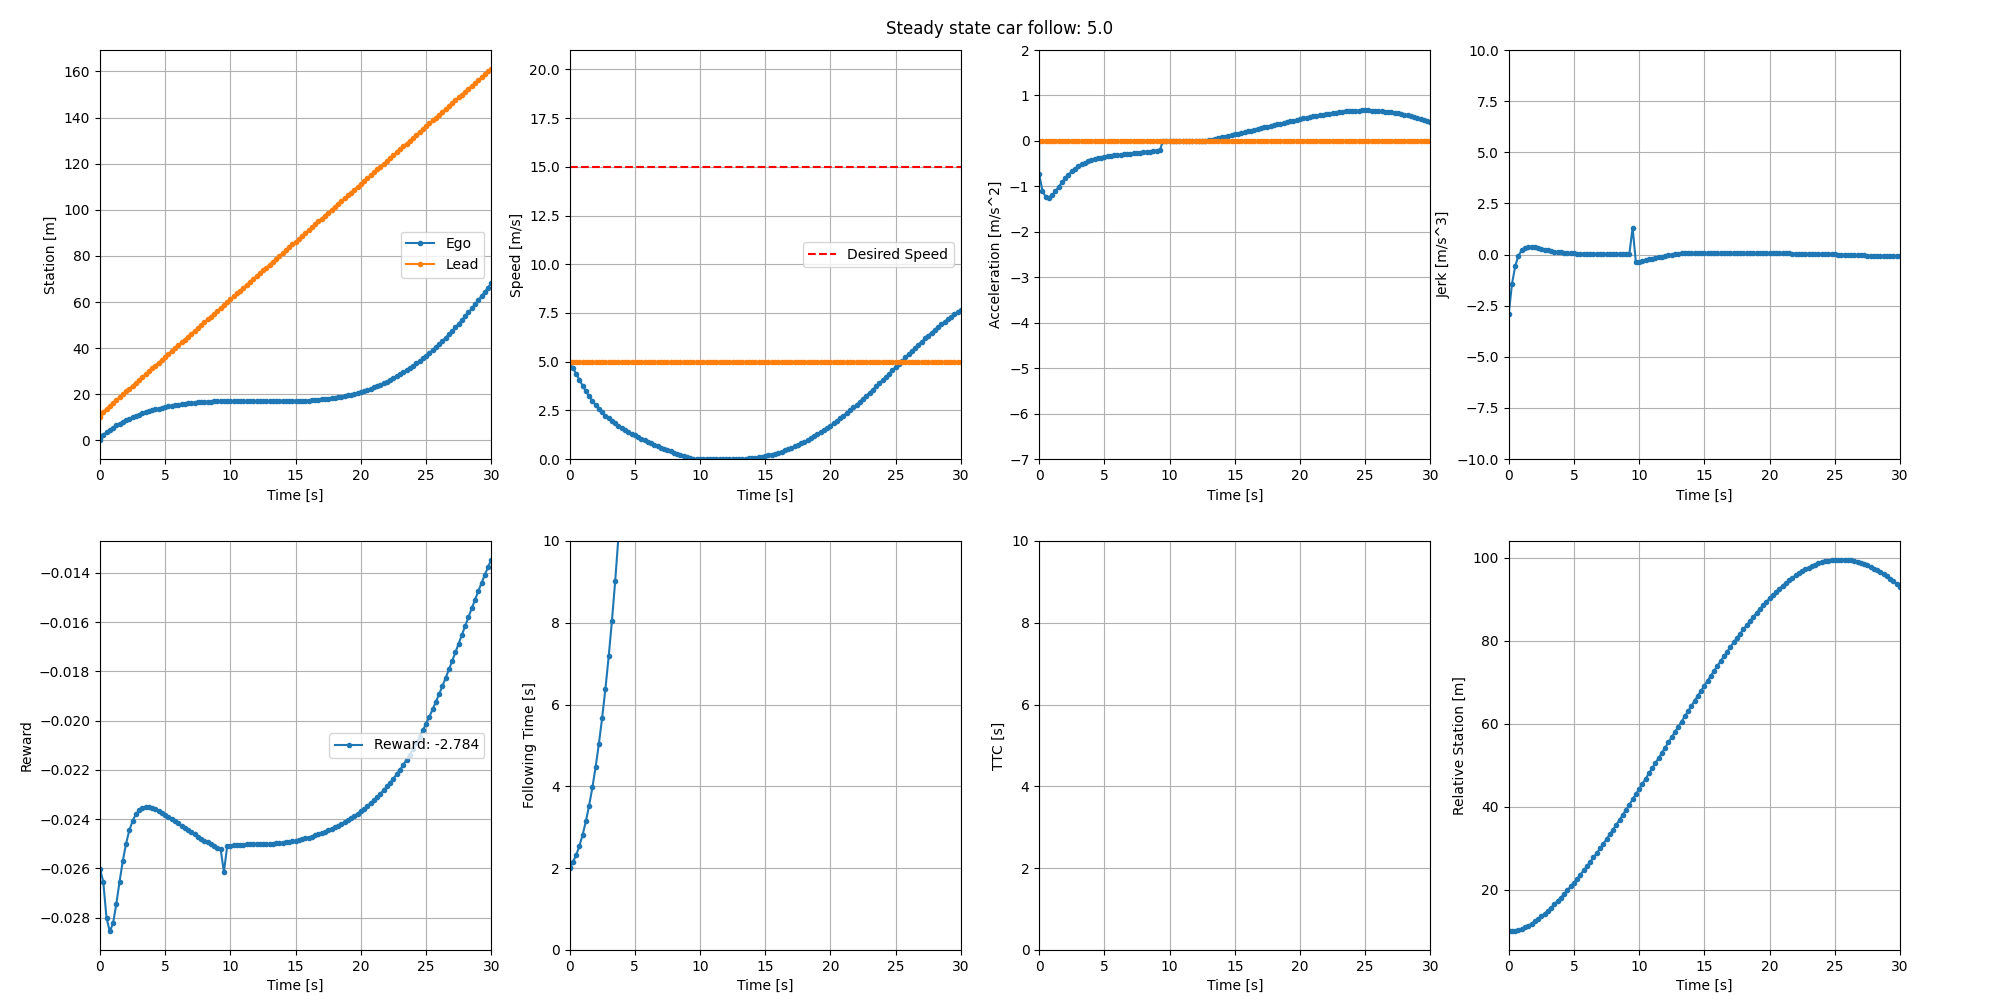 Steady state car follow: 5.0
160
140
120
100
80
60
40
20
0
Station [m]
Ego
Lead
0 5 10 15 20 25 30
Time [s]
20.0
17.5
15.0
12.5
10.0
7.5
5.0
2.5
0.0
Speed [m/s]
Desired Speed
0 5 10 15 20 25 30
Time [s]
2
1
0
−1
−2
−3
−4
−5
−6
−7
Acceleration [m/s^2]
0 5 10 15 20 25 30
Time [s]
10.0
7.5
5.0
2.5
0.0
−2.5
−5.0
−7.5
−10.0
Jerk [m/s^3]
0 5 10 15 20 25 30
Time [s]
−0.014
−0.016
−0.018
−0.020
−0.022
−0.024
−0.026
−0.028
Reward
Reward: -2.784
0 5 10 15 20 25 30
Time [s]
10
8
6
4
2
0
Following Time [s]
0 5 10 15 20 25 30
Time [s]
10
8
6
4
2
0
TTC [s]
0 5 10 15 20 25 30
Time [s]
100
80
60
40
20
Relative Station [m]
0 5 10 15 20 25 30
Time [s]